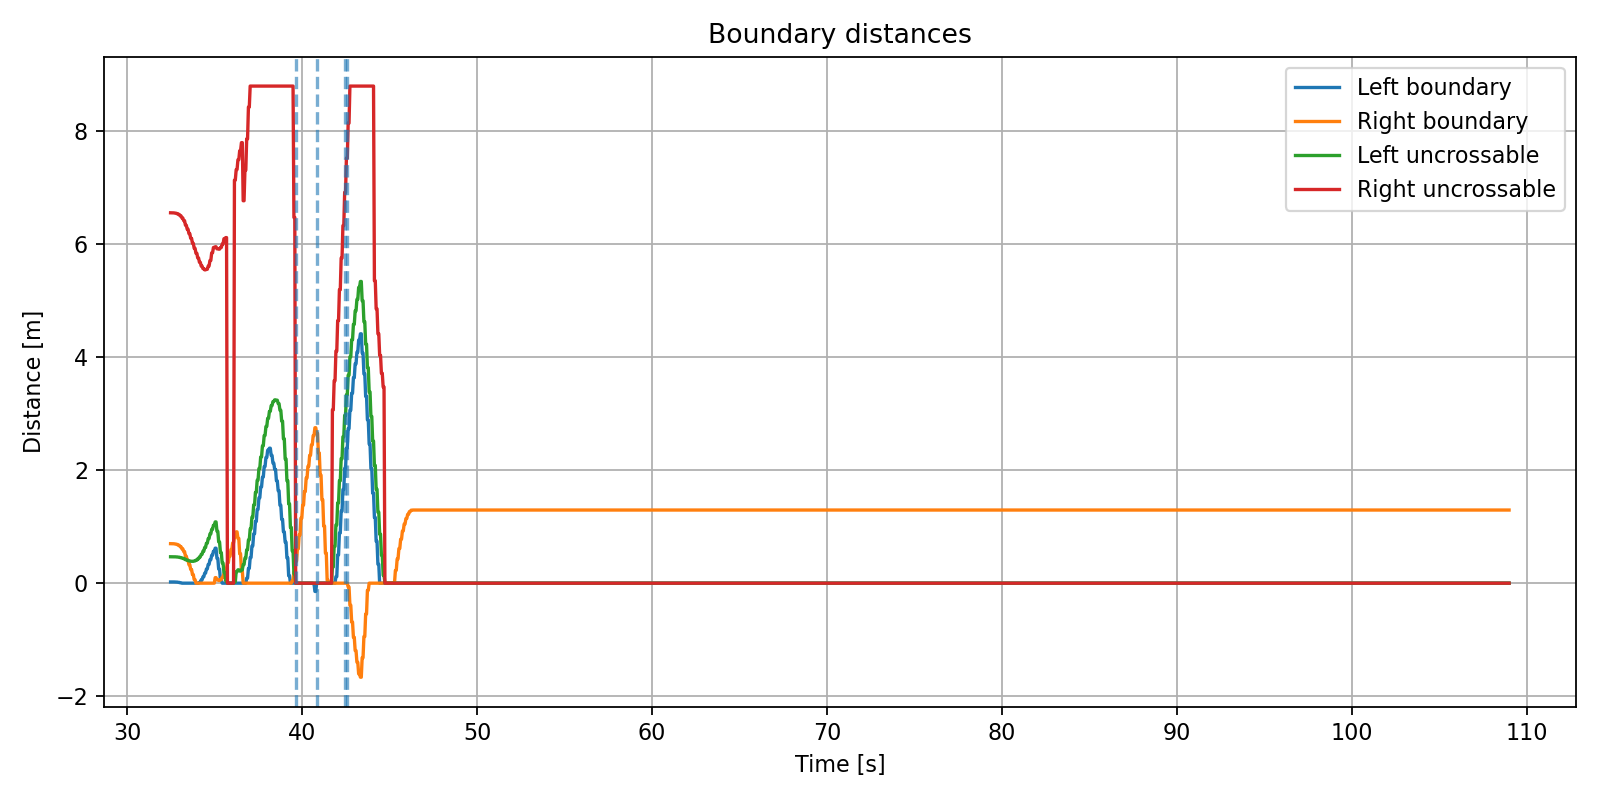 Boundary distances
Left boundary
Right boundary
Left uncrossable
Right uncrossable
8
6
4
2
0
−2
Distance [m]
30 40 50 60 70 80 90 100 110
Time [s]